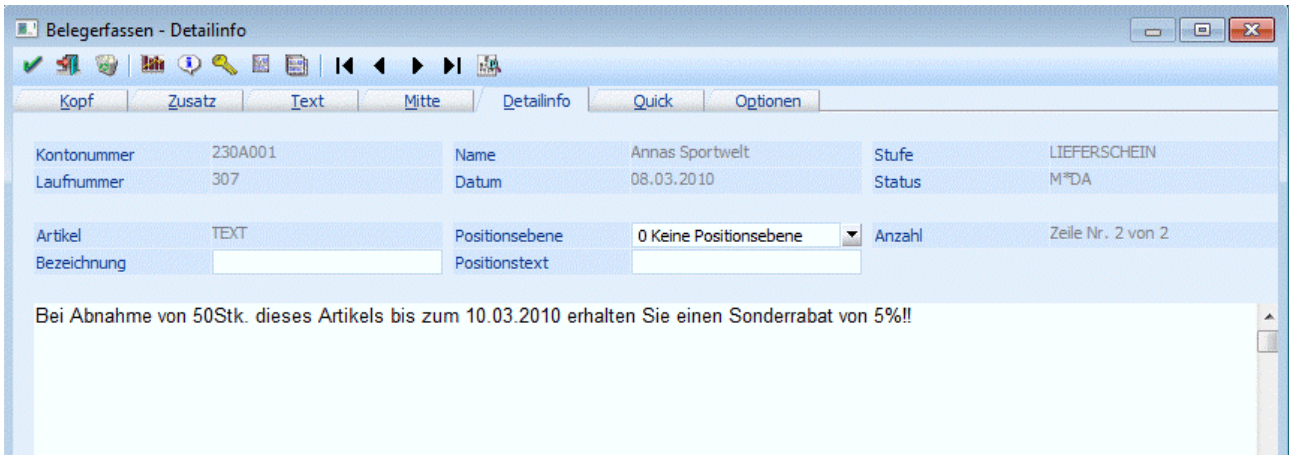 Belegerfassen - Detailinfo
Kopf Zusatz Text Mitte Detailinfo Quick Optionen
Kontonummer 230A001 Name Annas Sportwelt Stufe LIEFERSCHEIN
Laufnummer 307 Datum 08.03.2010 Status M*DA
Artikel TEXT Positionsebene 0 Keine Positionsebene Anzahl Zeile Nr. 2 von 2
Bezeichnung Positionstext
Bei Abnahme von 50Stk. dieses Artikels bis zum 10.03.2010 erhalten Sie einen Sonderrabat von 5%!!